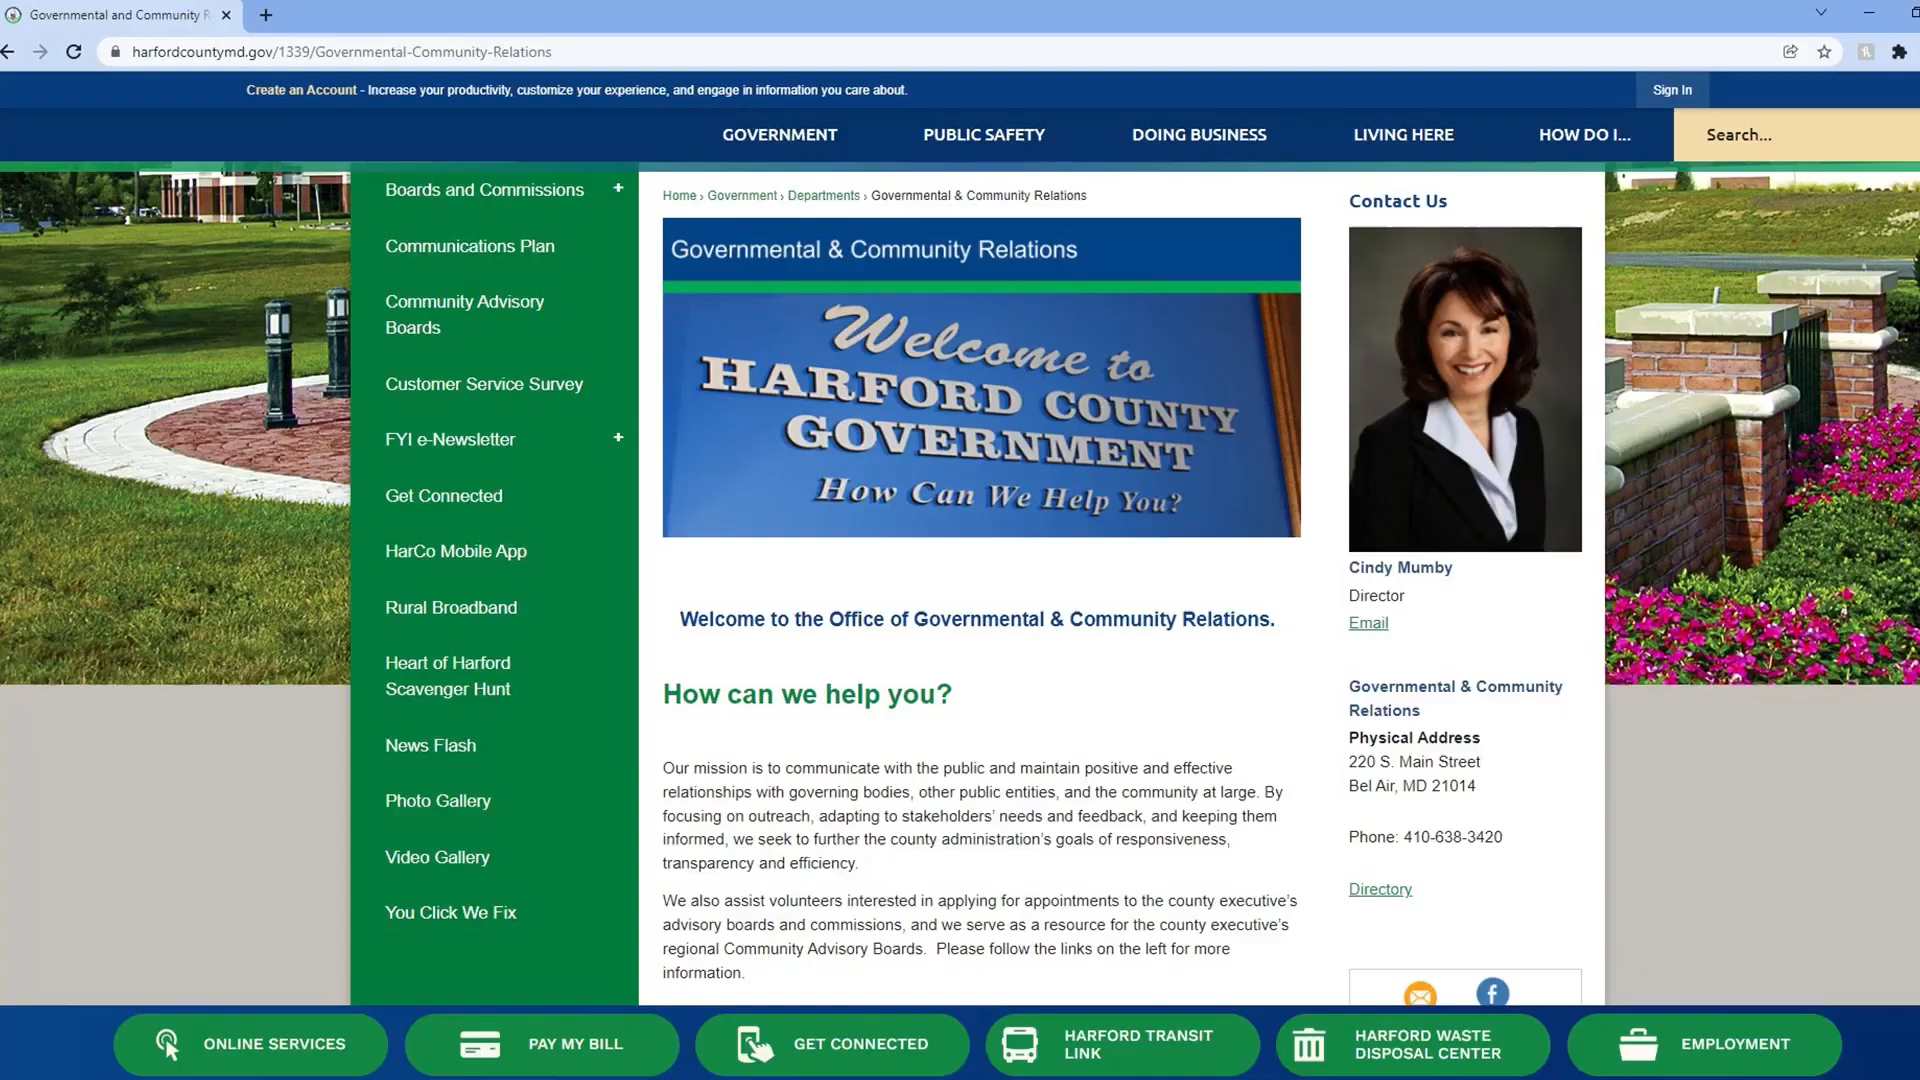 Governmental and Community R
harfordcountymd.gov/1339/Governmental-Community-Relations
Create an Account - Increase your productivity, customize your experience, and engage in information you care about.
Sign In
GOVERNMENT
PUBLIC SAFETY
DOING BUSINESS
LIVING HERE
HOW DO I...
Search...
Boards and Commissions +
Communications Plan
Community Advisory
Boards
Customer Service Survey
FYI e-Newsletter +
Get Connected
HarCo Mobile App
Rural Broadband
Heart of Harford
Scavenger Hunt
News Flash
Photo Gallery
Video Gallery
You Click We Fix
Home › Government › Departments › Governmental & Community Relations
Governmental & Community Relations
Welcome to
HARFORD COUNTY
GOVERNMENT
How Can We Help You?
Welcome to the Office of Governmental & Community Relations.
How can we help you?
Our mission is to communicate with the public and maintain positive and effective
relationships with governing bodies, other public entities, and the community at large. By
focusing on outreach, adapting to stakeholders' needs and feedback, and keeping them
informed, we seek to further the county administration's goals of responsiveness,
transparency and efficiency.
We also assist volunteers interested in applying for appointments to the county executive's
advisory boards and commissions, and we serve as a resource for the county executive's
regional Community Advisory Boards.  Please follow the links on the left for more
information.
Contact Us
Cindy Mumby
Director
Email
Governmental & Community
Relations
Physical Address
220 S. Main Street
Bel Air, MD 21014
Phone: 410-638-3420
Directory
ONLINE SERVICES
PAY MY BILL
GET CONNECTED
HARFORD TRANSIT
LINK
HARFORD WASTE
DISPOSAL CENTER
EMPLOYMENT